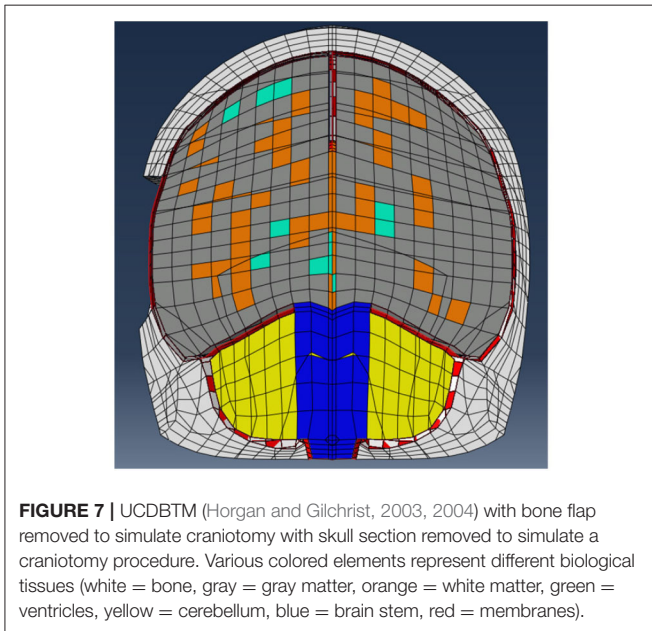 FIGURE 7 | UCDBTM (Horgan and Gilchrist, 2003, 2004) with bone flap
removed to simulate craniotomy with skull section removed to simulate a
craniotomy procedure. Various colored elements represent different biological
tissues (white = bone, gray = gray matter, orange = white matter, green =
ventricles, yellow = cerebellum, blue = brain stem, red = membranes).